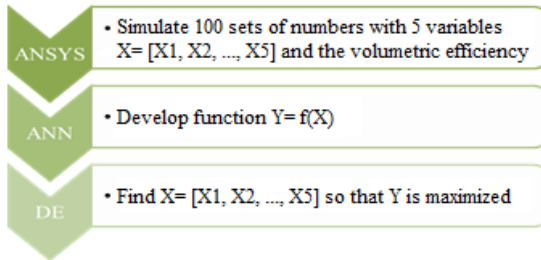 ANSYS
• Simulate 100 sets of numbers with 5 variables
X= [X1, X2, ..., X5] and the volumetric efficiency
ANN
• Develop function Y= f(X)
DE
• Find X= [X1, X2, ..., X5] so that Y is maximized